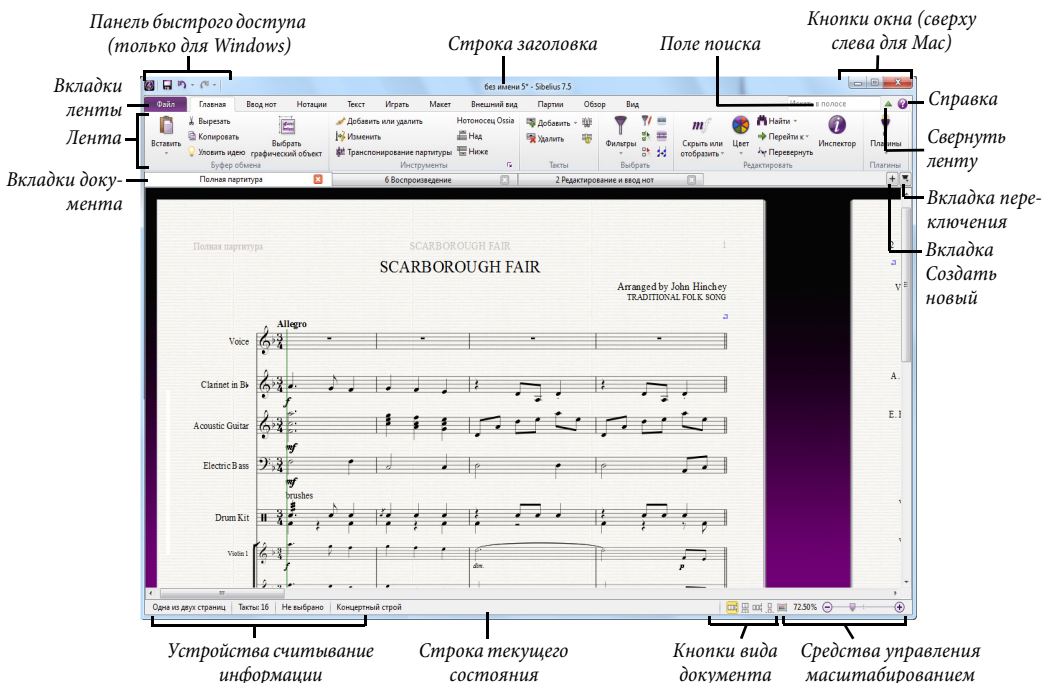 Панель быстрого доступа
(только для Windows)
Строка заголовка
Поле поиска
Кнопки окна (сверху
слева для Mac)
Вкладки
ленты
Лента
Вкладки доку-
мента
Справка
Свернуть
ленту
Вкладка пере-
ключения
Вкладка
Создать
новый
без имени 5* - Sibelius 7.5
Файл Главная Ввод нот Нотации Текст Играть Макет Внешний вид Партии Обзор Вид
Искать в полосе
Вставить
Вырезать
Копировать
Уловить идею
Выбрать
графический объект
Буфер обмена
Добавить или удалить
Изменить
Транспонирование партитуры
Нотоносец Ossia
Над
Ниже
Инструменты
Добавить
Удалить
Такты
Фильтры
Выбрать
Скрыть или
отобразить
Цвет
Найти
Перейти к
Перевернуть
Инспектор
Редактировать
Плагины
Плагины
Полная партитура
6 Воспроизведение
2 Редактирование и ввод нот
Полная партитура SCARBOROUGH FAIR 1
SCARBOROUGH FAIR
Arranged by John Hinchey
TRADITIONAL FOLK SONG
Allegro
Voice
Clarinet in B♭
f
Acoustic Guitar
mf
Electric Bass
mf
brushes
Drum Kit
Violin 1
f
dim.
p
2
V
A.
E.
Одна из двух страниц Такты: 16 Не выбрано Концертный строй
72.50%
Устройства считывание
информации
Строка текущего
состояния
Кнопки вида
документа
Средства управления
масштабированием